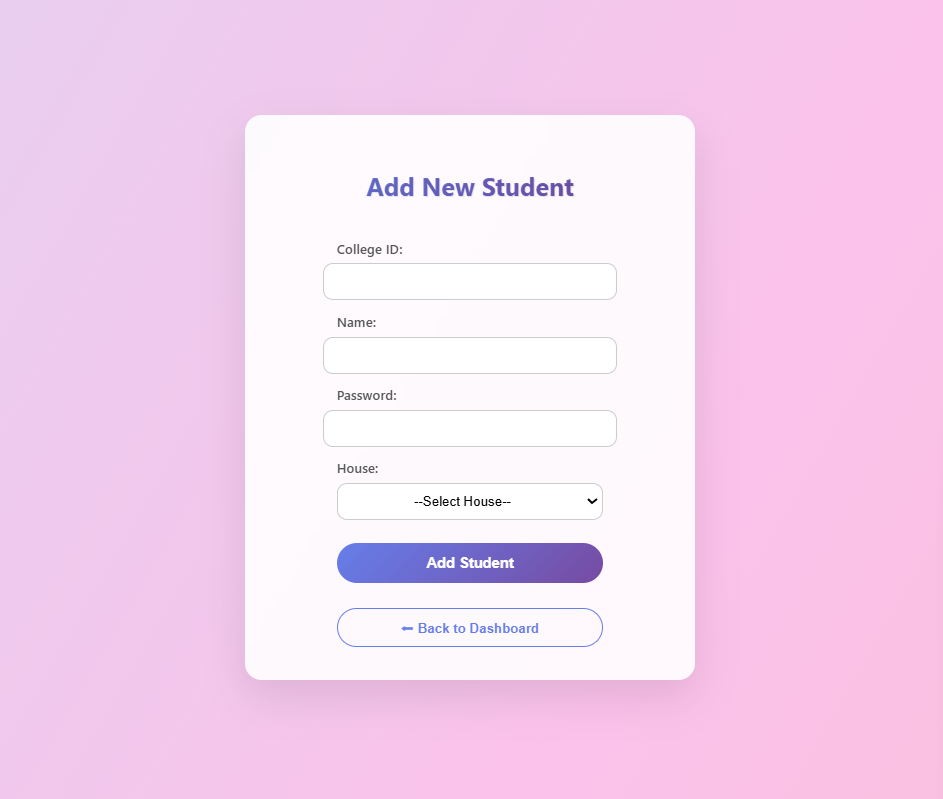 Add New Student
College ID:
Name:
Password:
House:
--Select House--
Add Student
⬅ Back to Dashboard